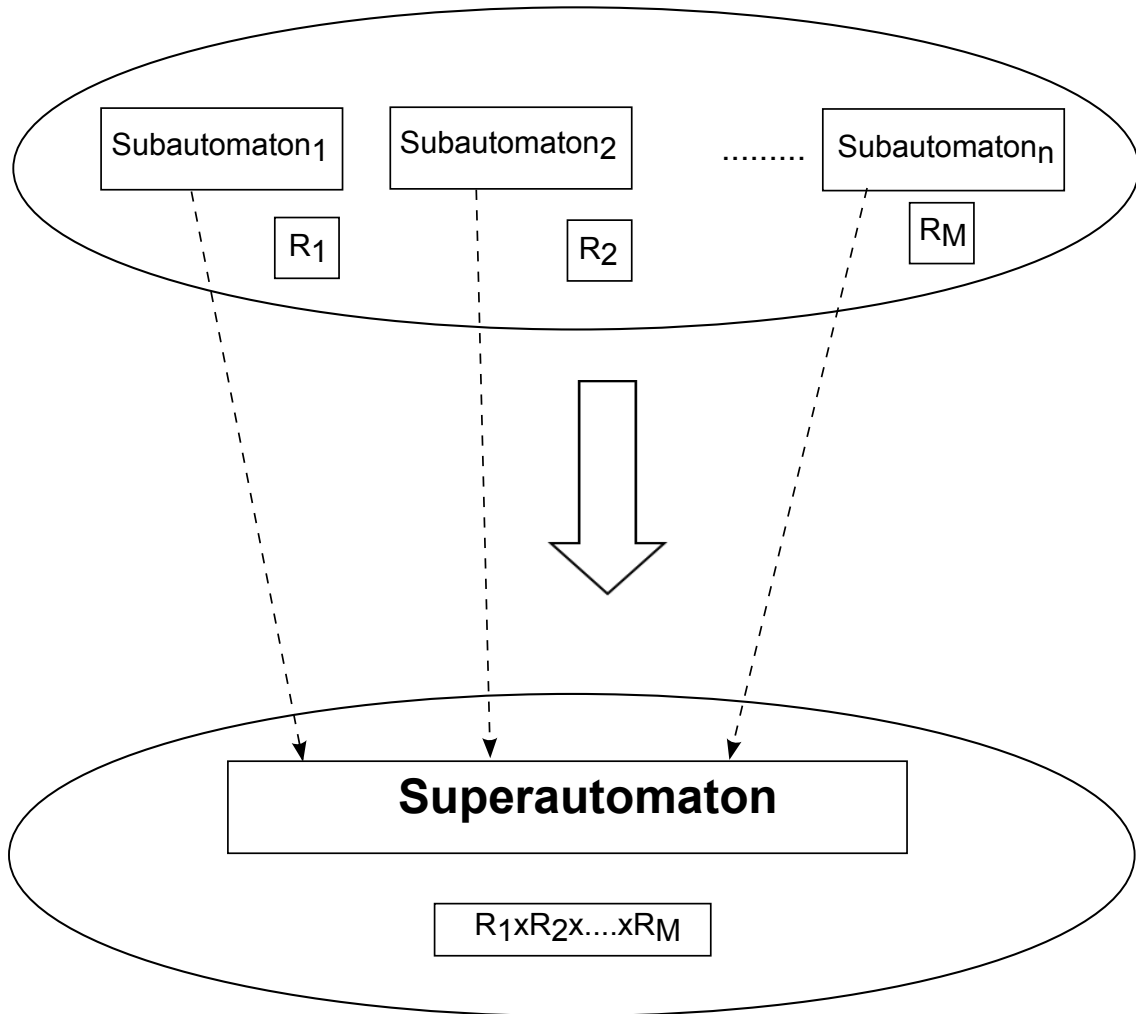 Subautomaton1 Subautomaton2 ......... Subautomatonn
R1 R2 RM
Superautomaton
R1xR2x....xRM